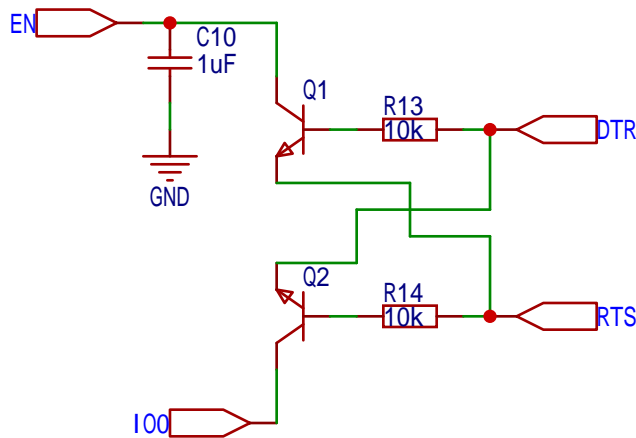 EN
C10
1uF
GND
Q1
R13
10k
DTR
Q2
R14
10k
RTS
IO0